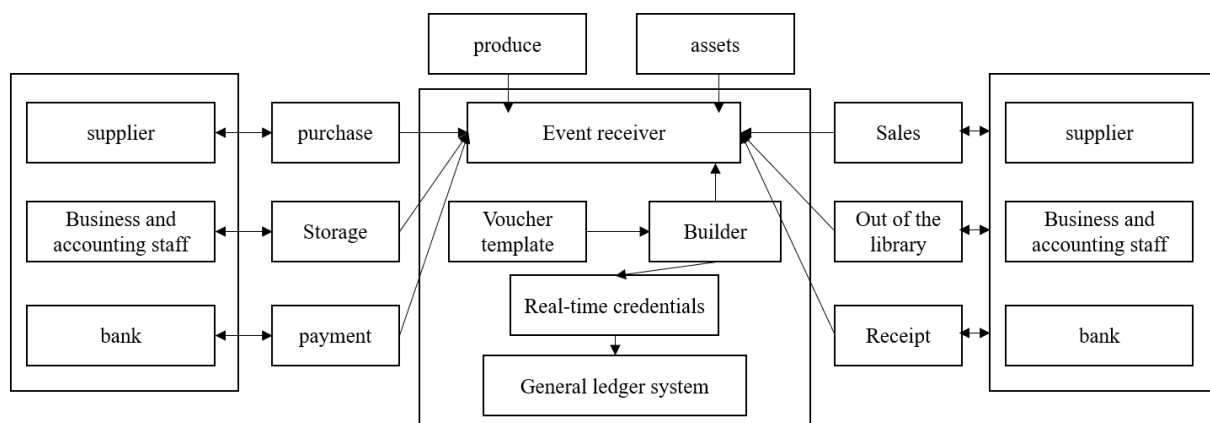 produce
assets
supplier
purchase
Event receiver
Sales
supplier
Business and
accounting staff
Storage
Voucher
template
Builder
Out of the
library
Business and
accounting staff
Real-time credentials
bank
payment
Receipt
bank
General ledger system